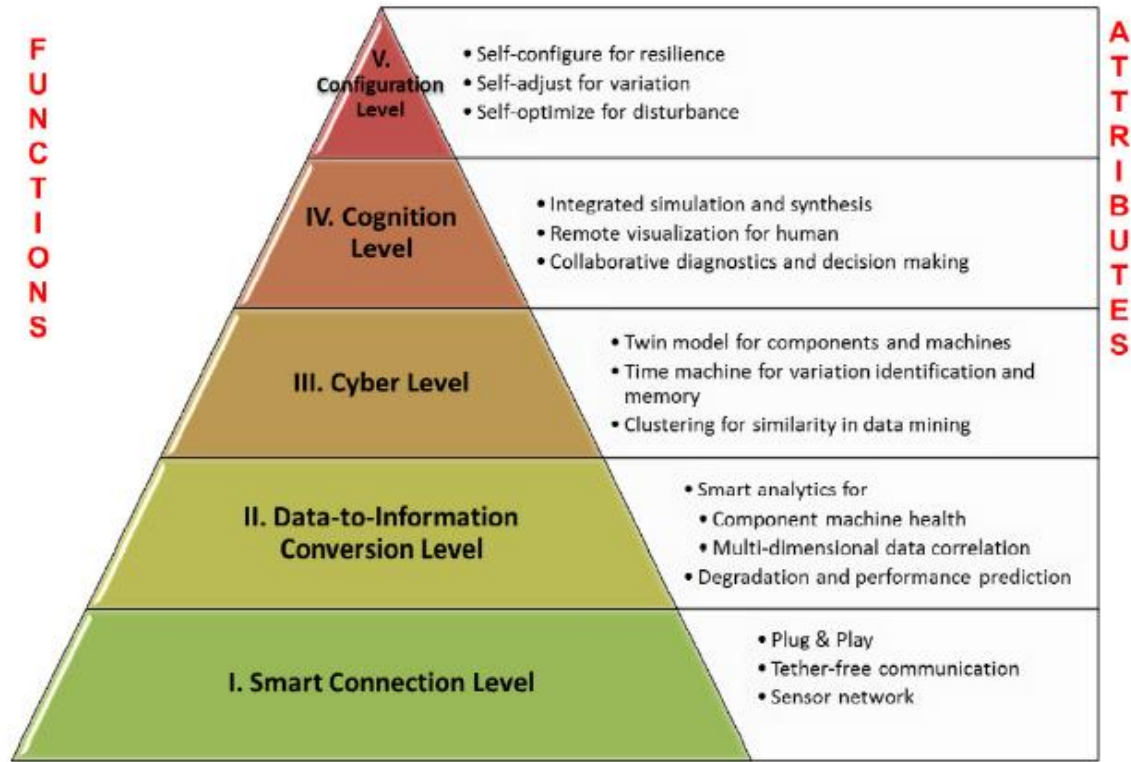 FUNCTIONS
ATTRIBUTES
V.
Configuration
Level
• Self-configure for resilience
• Self-adjust for variation
• Self-optimize for disturbance
IV. Cognition
Level
• Integrated simulation and synthesis
• Remote visualization for human
• Collaborative diagnostics and decision making
III. Cyber Level
• Twin model for components and machines
• Time machine for variation identification and
memory
• Clustering for similarity in data mining
II. Data-to-Information
Conversion Level
• Smart analytics for
• Component machine health
• Multi-dimensional data correlation
• Degradation and performance prediction
I. Smart Connection Level
• Plug & Play
• Tether-free communication
• Sensor network